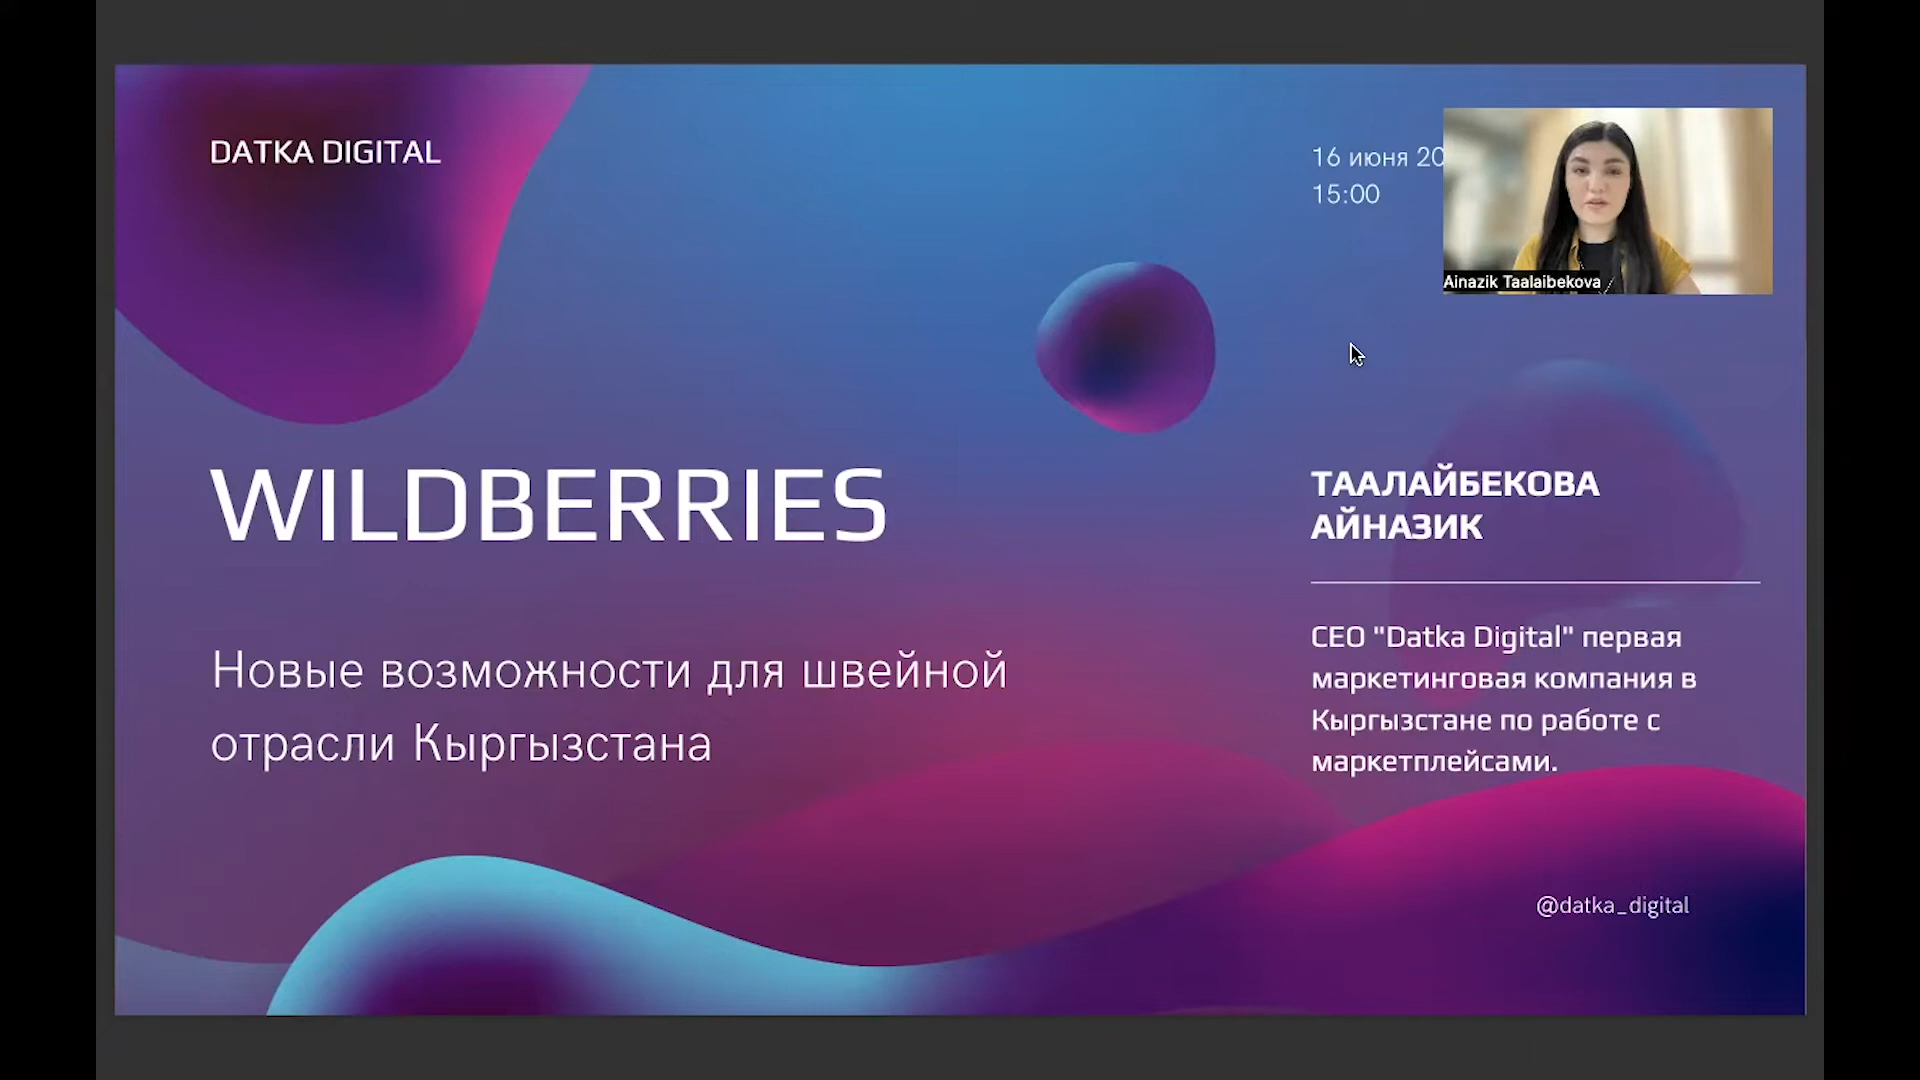 DATKA DIGITAL
16 июня 20
15:00
Ainazik Taalaibekova
WILDBERRIES
Новые возможности для швейной
отрасли Кыргызстана
ТААЛАЙБЕКОВА
АЙНАЗИК
CEO "Datka Digital" первая
маркетинговая компания в
Кыргызстане по работе с
маркетплейсами.
@datka_digital